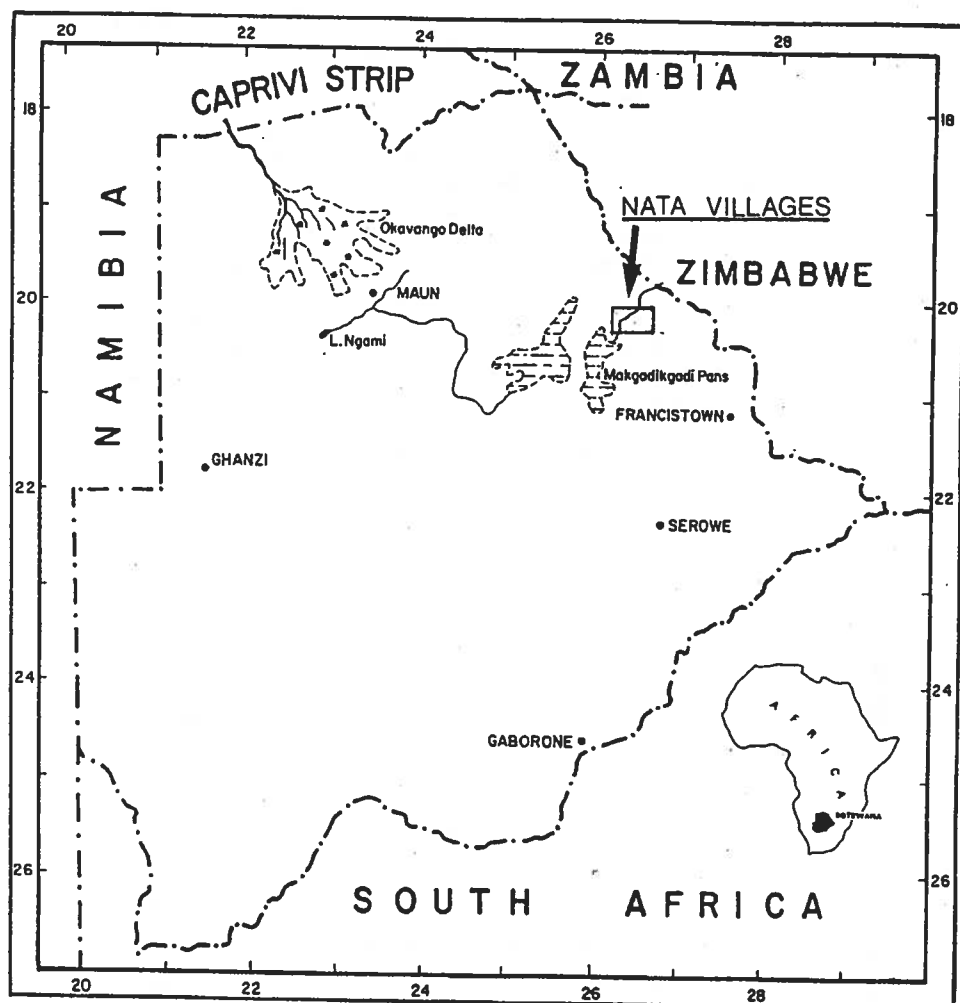 20 22 24 26 28
CAPRIVI STRIP
ZAMBIA
18 18
NAMIBIA
NATA VILLAGES
Okavango Delta
ZIMBABWE
20 MAUN 20
L. Ngami
Makgadikgadi Pans
FRANCISTOWN
GHANZI
22 22
SEROWE
24 24
AFRICA
GABORONE
BOTSWANA
26 26
SOUTH AFRICA
20 22 24 26 28